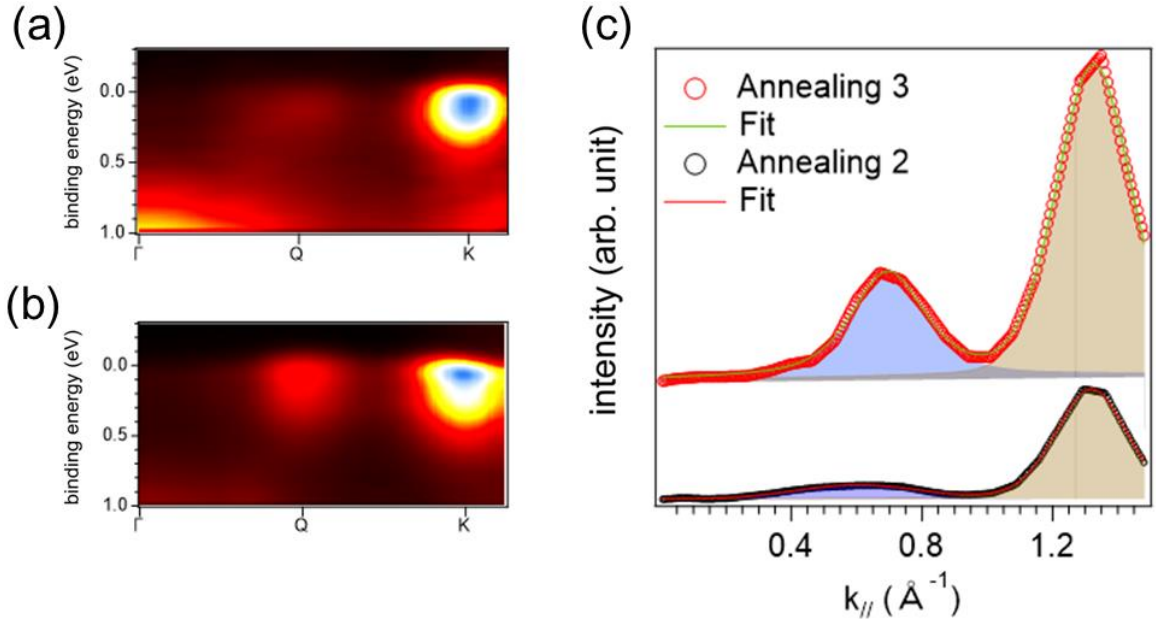 (a)
binding energy (eV)
0.0
0.5
1.0
Γ
Q
K
(b)
binding energy (eV)
0.0
0.5
1.0
Γ
Q
K
(c)
Annealing 3
Fit
Annealing 2
Fit
intensity (arb. unit)
0.4
0.8
1.2
k// (Å-1)